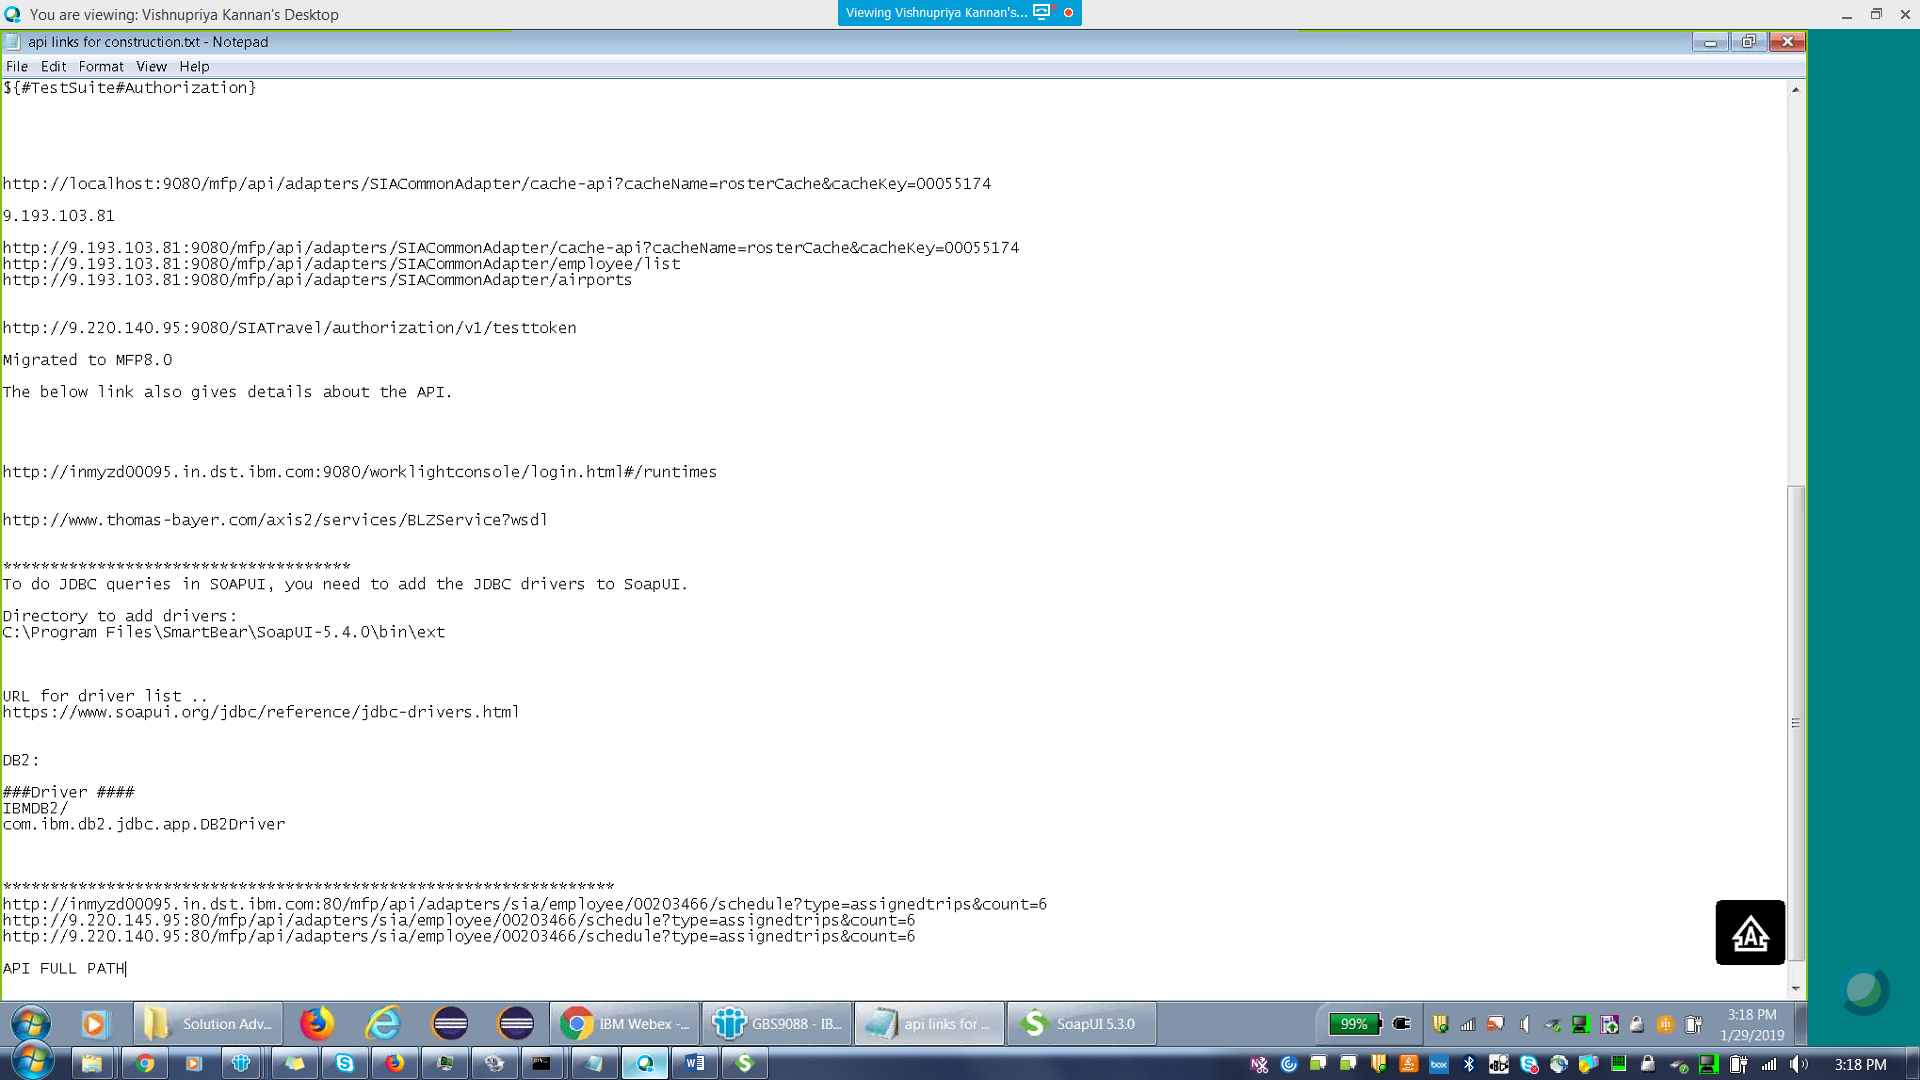 You are viewing: Vishnupriya Kannan's Desktop
Viewing Vishnupriya Kannan's...
api links for construction.txt - Notepad
File Edit Format View Help
${#TestSuite#Authorization}
http://localhost:9080/mfp/api/adapters/SIACommonAdapter/cache-api?cacheName=rosterCache&cacheKey=00055174
9.193.103.81
http://9.193.103.81:9080/mfp/api/adapters/SIACommonAdapter/cache-api?cacheName=rosterCache&cacheKey=00055174
http://9.193.103.81:9080/mfp/api/adapters/SIACommonAdapter/employee/list
http://9.193.103.81:9080/mfp/api/adapters/SIACommonAdapter/airports
http://9.220.140.95:9080/SIATravel/authorization/v1/testtoken
Migrated to MFP8.0
The below link also gives details about the API.
http://inmyzd00095.in.dst.ibm.com:9080/worklightconsole/login.html#/runtimes
http://www.thomas-bayer.com/axis2/services/BLZService?wsdl
*************************************
To do JDBC queries in SOAPUI, you need to add the JDBC drivers to SoapUI.
Directory to add drivers:
C:\Program Files\SmartBear\SoapUI-5.4.0\bin\ext
URL for driver list ..
https://www.soapui.org/jdbc/reference/jdbc-drivers.html
DB2:
###Driver ####
IBMDB2/
com.ibm.db2.jdbc.app.DB2Driver
*****************************************************************
http://inmyzd00095.in.dst.ibm.com:80/mfp/api/adapters/sia/employee/00203466/schedule?type=assignedtrips&count=6
http://9.220.145.95:80/mfp/api/adapters/sia/employee/00203466/schedule?type=assignedtrips&count=6
http://9.220.140.95:80/mfp/api/adapters/sia/employee/00203466/schedule?type=assignedtrips&count=6
API FULL PATH
A
Solution Adv...
IBM Webex -...
GBS9088 - IB...
api links for ...
SoapUI 5.3.0
99%
3:18 PM
1/29/2019
3:18 PM